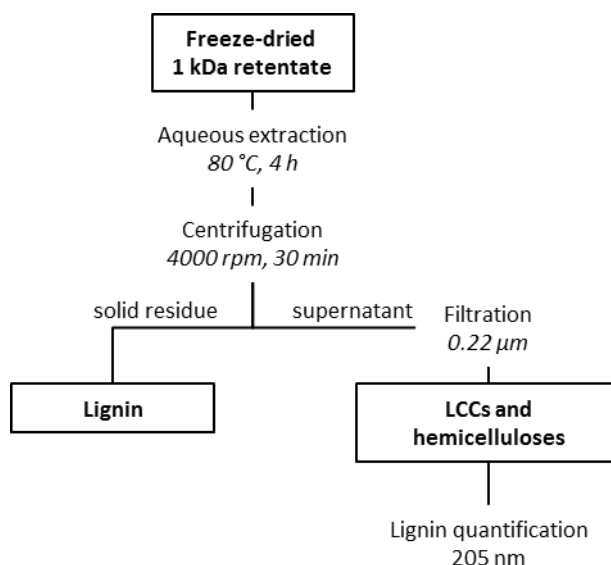 Freeze-dried
1 kDa retentate
Aqueous extraction
80 °C, 4 h
Centrifugation
4000 rpm, 30 min
solid residue
supernatant
Filtration
0.22 µm
Lignin
LCCs and
hemicelluloses
Lignin quantification
205 nm